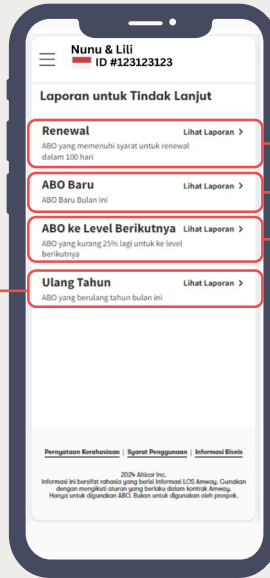 Nunu & Lili
ID #123123123
Laporan untuk Tindak Lanjut
Renewal Lihat Laporan >
ABO yang memenuhi syarat untuk renewal
dalam 100 hari
ABO Baru Lihat Laporan >
ABO Baru Bulan Ini
ABO ke Level Berikutnya Lihat Laporan >
ABO yang kurang 25% lagi untuk ke level
berikutnya
Ulang Tahun Lihat Laporan >
ABO yang berulang tahun bulan ini
Pernyataan Kerahasiaan | Syarat Penggunaan | Informasi Bisnis
2024 Alticor Inc.
Informasi ini bersifat rahasia yang berisi Informasi LOS Amway. Gunakan
dengan mengikuti aturan yang berlaku dalam kontrak Amway.
Hanya untuk digunakan ABO. Bukan untuk digunakan oleh prospek.